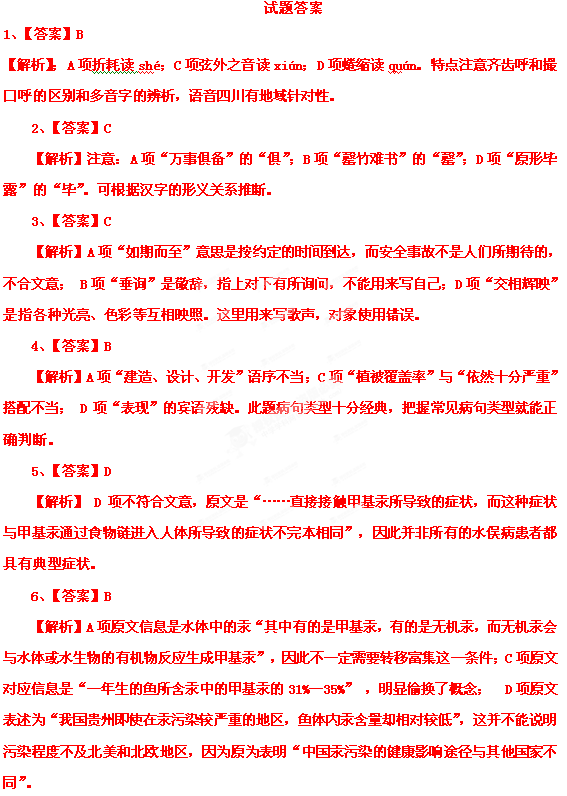 试题答案
1、【答案】B
【解析】A项折耗读shé;C项弦外之音读xián;D项蜷缩读quán。特点注意齐齿呼和撮
口呼的区别和多音字的辨析，语音四川有地域针对性。
2、【答案】C
【解析】注意：A项“万事俱备”的“俱”；B项“罄竹难书”的“罄”；D项“原形毕
露”的“毕”。可根据汉字的形义关系推断。
3、【答案】C
【解析】A项“如期而至”意思是按约定的时间到达，而安全事故不是人们所期待的，
不合文意； B项“垂询”是敬辞，指上对下有所询问，不能用来写自己；D项“交相辉映”
是指各种光亮、色彩等互相映照。这里用来写歌声，对象使用错误。
4、【答案】B
【解析】A项“建造、设计、开发”语序不当；C项“植被覆盖率”与“依然十分严重”
搭配不当； D项“表现”的宾语残缺。此题病句类型十分经典，把握常见病句类型就能正
确判断。
5、【答案】D
【解析】 D项不符合文意，原文是“……直接接触甲基汞所导致的症状，而这种症状
与甲基汞通过食物链进入人体所导致的症状不完本相同”，因此并非所有的水俣病患者都
具有典型症状。
6、【答案】B
【解析】A项原文信息是水体中的汞“其中有的是甲基汞，有的是无机汞，而无机汞会
与水体或水生物的有机物反应生成甲基汞”，因此不一定需要转移富集这一条件；C项原文
对应信息是“一年生的鱼所含汞中的甲基汞的31%—35%” ，明显偷换了概念； D项原文
表述为“我国贵州即使在汞污染较严重的地区，鱼体内汞含量却相对较低”，这并不能说明
污染程度不及北美和北欧地区，因为原为表明“中国汞污染的健康影响途径与其他国家不
同”。